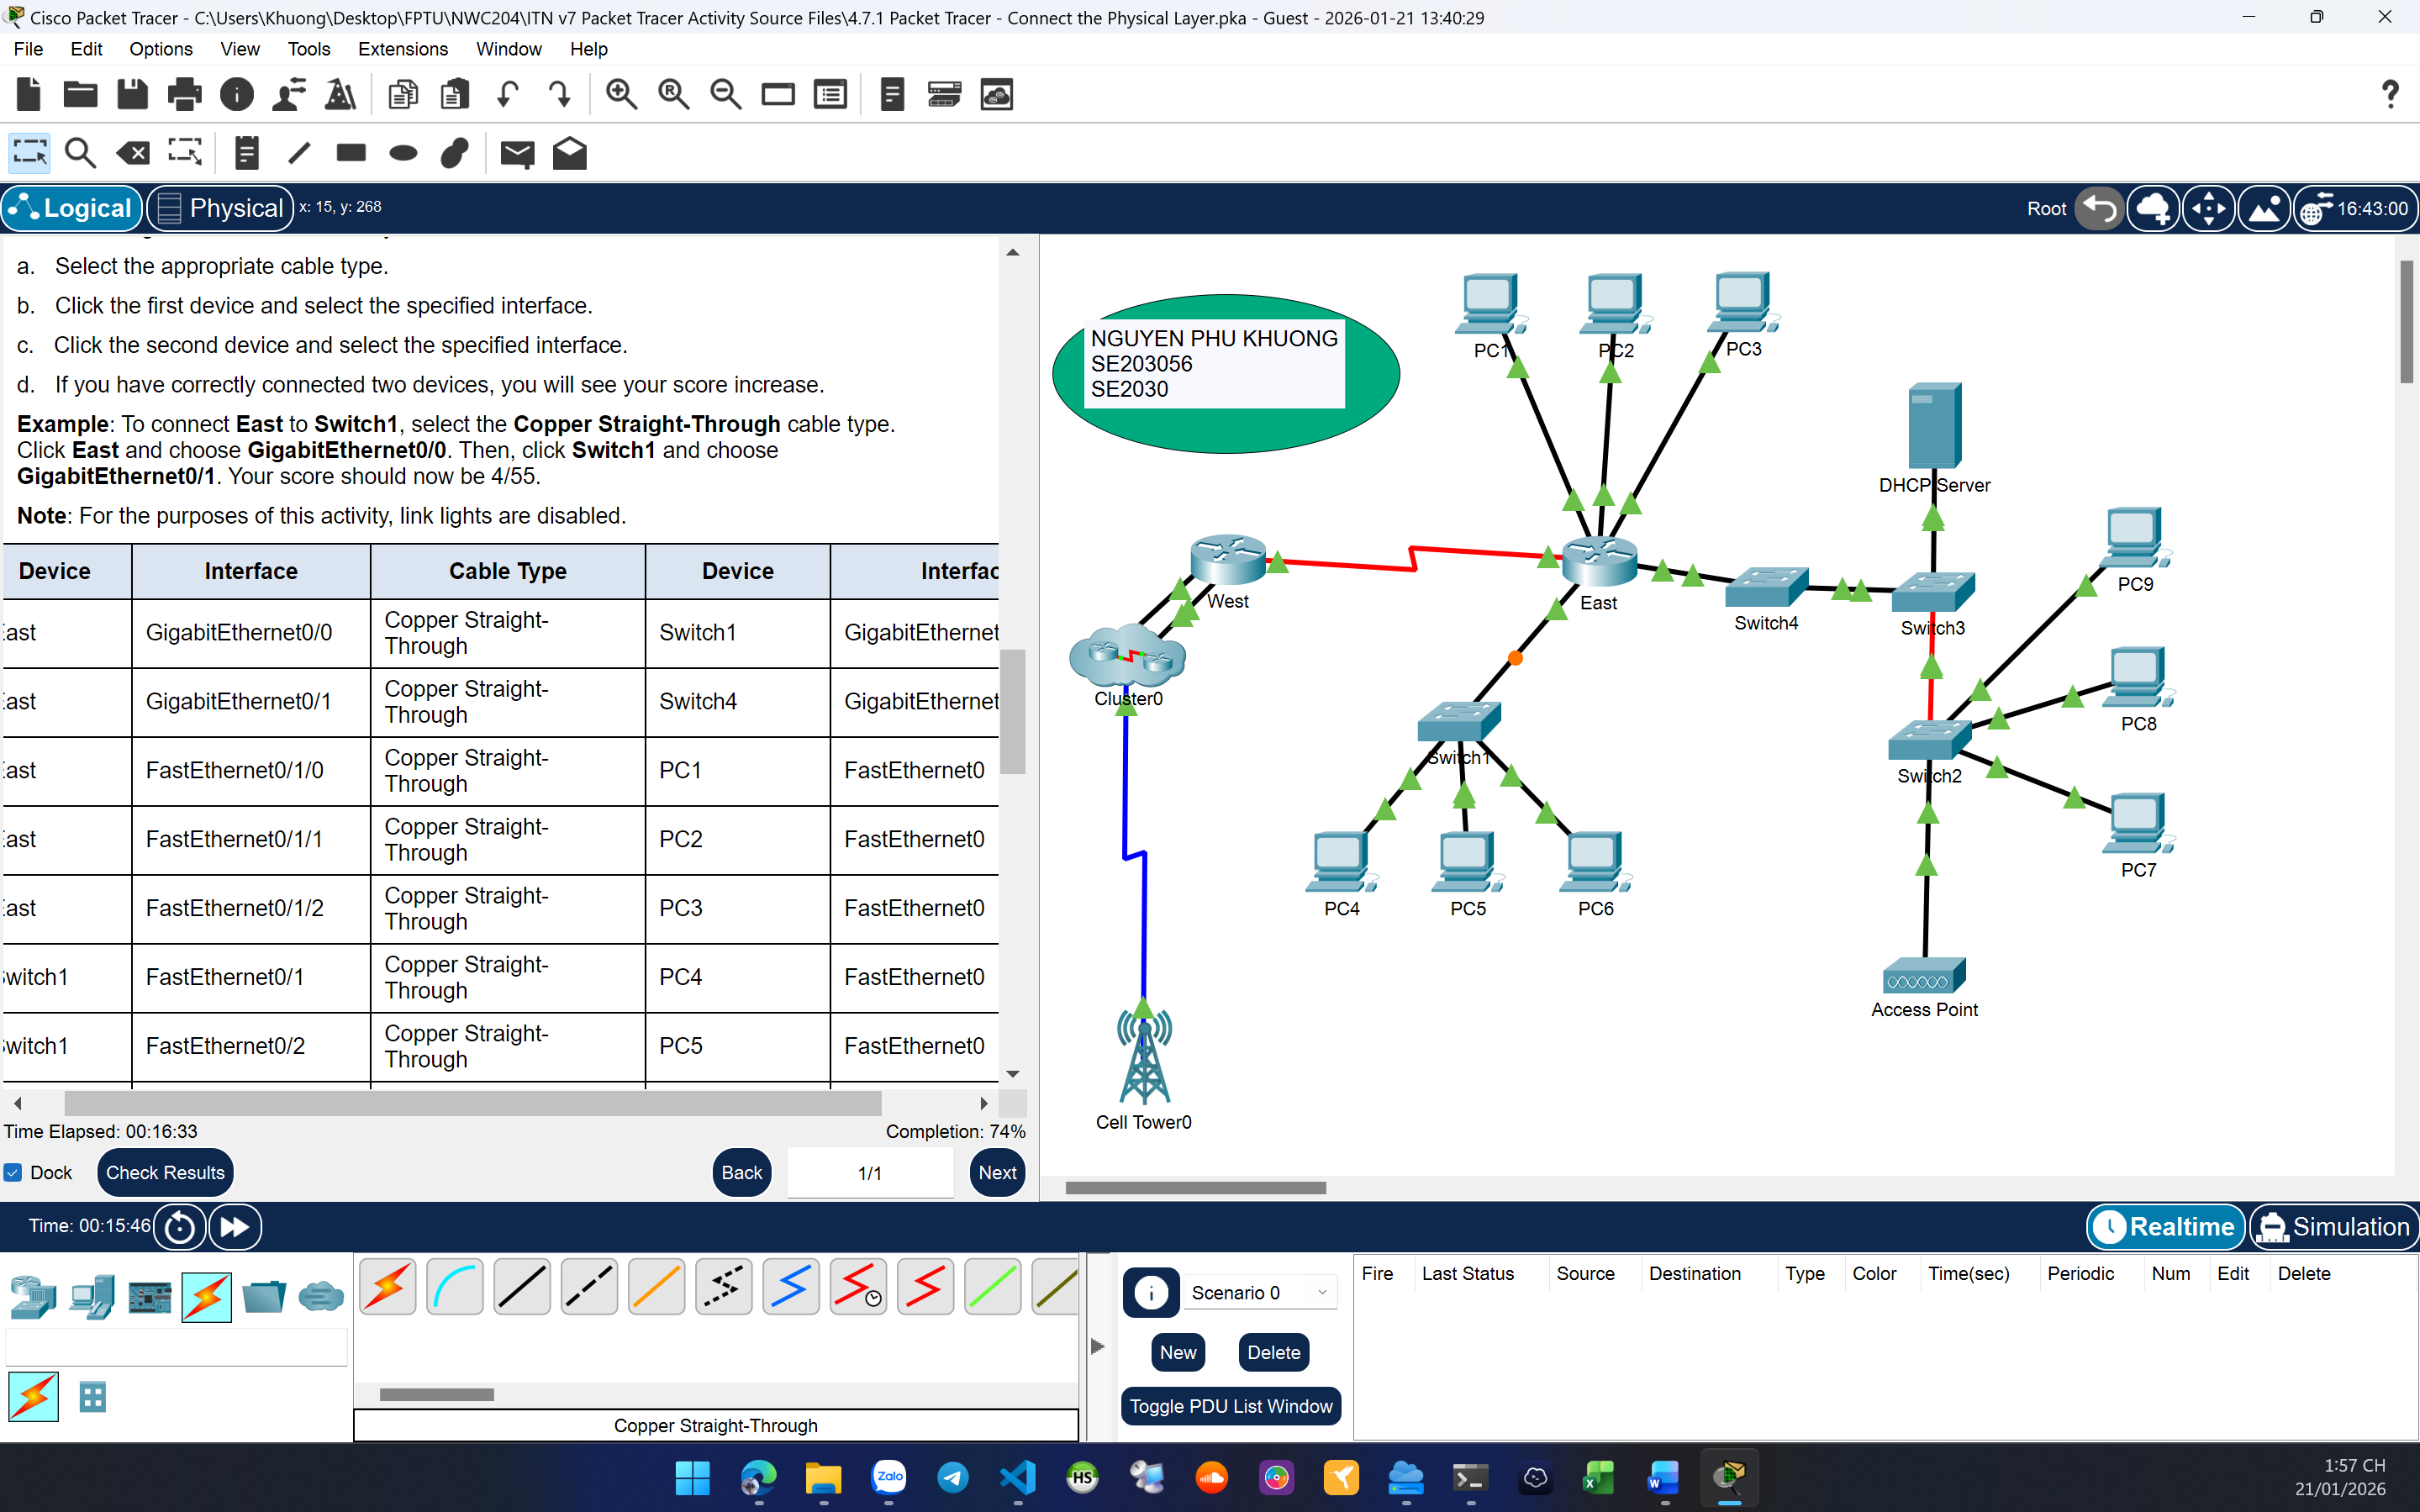 Cisco Packet Tracer - C:\Users\Khuong\Desktop\FPTU\NWC204\ITN v7 Packet Tracer Activity Source Files\4.7.1 Packet Tracer - Connect the Physical Layer.pka - Guest - 2026-01-21 13:40:29
File Edit Options View Tools Extensions Window Help
Logical Physical x: 15, y: 268 Root 16:43:00
a. Select the appropriate cable type.
b. Click the first device and select the specified interface.
c. Click the second device and select the specified interface.
d. If you have correctly connected two devices, you will see your score increase.
Example: To connect East to Switch1, select the Copper Straight-Through cable type.
Click East and choose GigabitEthernet0/0. Then, click Switch1 and choose
GigabitEthernet0/1. Your score should now be 4/55.
Note: For the purposes of this activity, link lights are disabled.
Device Interface Cable Type Device Interfac
East GigabitEthernet0/0 Copper Straight-
Through Switch1 GigabitEthernet
East GigabitEthernet0/1 Copper Straight-
Through Switch4 GigabitEthernet
East FastEthernet0/1/0 Copper Straight-
Through PC1 FastEthernet0
East FastEthernet0/1/1 Copper Straight-
Through PC2 FastEthernet0
East FastEthernet0/1/2 Copper Straight-
Through PC3 FastEthernet0
Switch1 FastEthernet0/1 Copper Straight-
Through PC4 FastEthernet0
Switch1 FastEthernet0/2 Copper Straight-
Through PC5 FastEthernet0
Time Elapsed: 00:16:33 Completion: 74%
Dock Check Results Back 1/1 Next
NGUYEN PHU KHUONG
SE203056
SE2030
PC1
PC2
PC3
DHCP Server
West
East
Switch4
Switch3
PC9
Cluster0
PC8
Switch1
Switch2
PC7
PC4
PC5
PC6
Access Point
Cell Tower0
Time: 00:15:46 Realtime Simulation
Copper Straight-Through
Scenario 0
New Delete
Toggle PDU List Window
Fire Last Status Source Destination Type Color Time(sec) Periodic Num Edit Delete
Zalo
HS
1:57 CH
21/01/2026